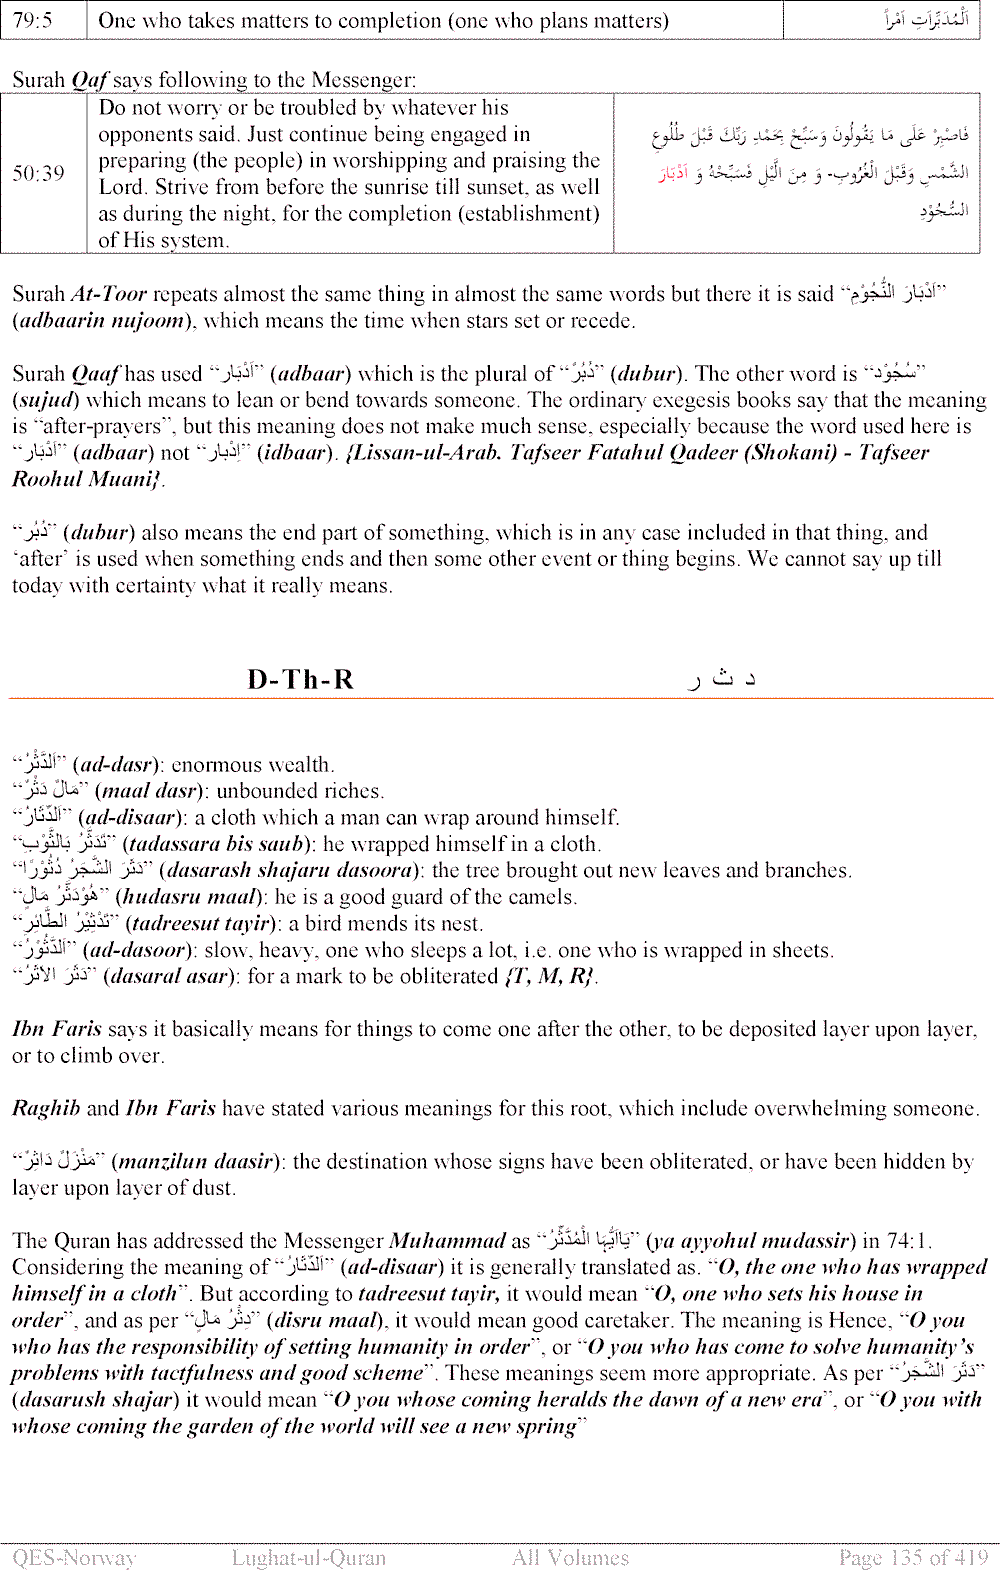 79:5 One who takes matters to completion (one who plans matters) اَلْمُدَبِّرَاتِ اَمْراً
Surah Qaf says following to the Messenger:
Do not worry or be troubled by whatever his
opponents said. Just continue being engaged in
50:39 preparing (the people) in worshipping and praising the
Lord. Strive from before the sunrise till sunset, as well
as during the night, for the completion (establishment)
of His system.
فَاصْبِرْ عَلَى مَا يَقُولُونَ وَسَبِّحْ بِحَمْدِ رَبِّكَ قَبْلَ طُلُوعِ
الشَّمْسِ وَقَبْلَ الْغُرُوبِ- وَ مِنَ الَّيْلِ فَسَبِّحْهُ وَ اَدْبَارَ
السُّجُوْدِ
Surah At-Toor repeats almost the same thing in almost the same words but there it is said “اَدْبَارَ النُّجُوْمِ”
(adbaarin nujoom), which means the time when stars set or recede.
Surah Qaaf has used “اَدْبَار” (adbaar) which is the plural of “دُبُرْ” (dubur). The other word is “سُجُوْد”
(sujud) which means to lean or bend towards someone. The ordinary exegesis books say that the meaning
is “after-prayers”, but this meaning does not make much sense, especially because the word used here is
“اَدْبَار” (adbaar) not “اِدْبار” (idbaar). {Lissan-ul-Arab. Tafseer Fatahul Qadeer (Shokani) - Tafseer
Roohul Muani}.
“دُبُر” (dubur) also means the end part of something, which is in any case included in that thing, and
‘after’ is used when something ends and then some other event or thing begins. We cannot say up till
today with certainty what it really means.
D-Th-R د ث ر
“اَلدَّثْرُ” (ad-dasr): enormous wealth.
“مَالٌ دَثْرٌ” (maal dasr): unbounded riches.
“اَلدِّثَارُ” (ad-disaar): a cloth which a man can wrap around himself.
“تَدَثَّرُ بَالثَّوْبِ” (tadassara bis saub): he wrapped himself in a cloth.
“دَثَرَ الشَّجَرُ دُثُوْرًا” (dasarash shajaru dasoora): the tree brought out new leaves and branches.
“هُوْدَثَّرُ مَالٍ” (hudasru maal): he is a good guard of the camels.
“تَدْثِيْرُ الطَّائِرِ” (tadreesut tayir): a bird mends its nest.
“اَلدَّثُوْرُ” (ad-dasoor): slow, heavy, one who sleeps a lot, i.e. one who is wrapped in sheets.
“دَثَرَ الاَثَرُ” (dasaral asar): for a mark to be obliterated {T, M, R}.
Ibn Faris says it basically means for things to come one after the other, to be deposited layer upon layer,
or to climb over.
Raghib and Ibn Faris have stated various meanings for this root, which include overwhelming someone.
“مَنْزَلٌ دَاثِرٌ” (manzilun daasir): the destination whose signs have been obliterated, or have been hidden by
layer upon layer of dust.
The Quran has addressed the Messenger Muhammad as “يَاَيُّهَا الْمُدَّثِّرُ” (ya ayyohul mudassir) in 74:1.
Considering the meaning of “اَلدِّثَارُ” (ad-disaar) it is generally translated as. “O, the one who has wrapped
himself in a cloth”. But according to tadreesut tayir, it would mean “O, one who sets his house in
order”, and as per “دِثْرُ مَالٍ” (disru maal), it would mean good caretaker. The meaning is Hence, “O you
who has the responsibility of setting humanity in order”, or “O you who has come to solve humanity’s
problems with tactfulness and good scheme”. These meanings seem more appropriate. As per “دَثَرَ الشَّجَرُ”
(dasarush shajar) it would mean “O you whose coming heralds the dawn of a new era”, or “O you with
whose coming the garden of the world will see a new spring”
QES-Norway Lughat-ul-Quran All Volumes Page 135 of 419